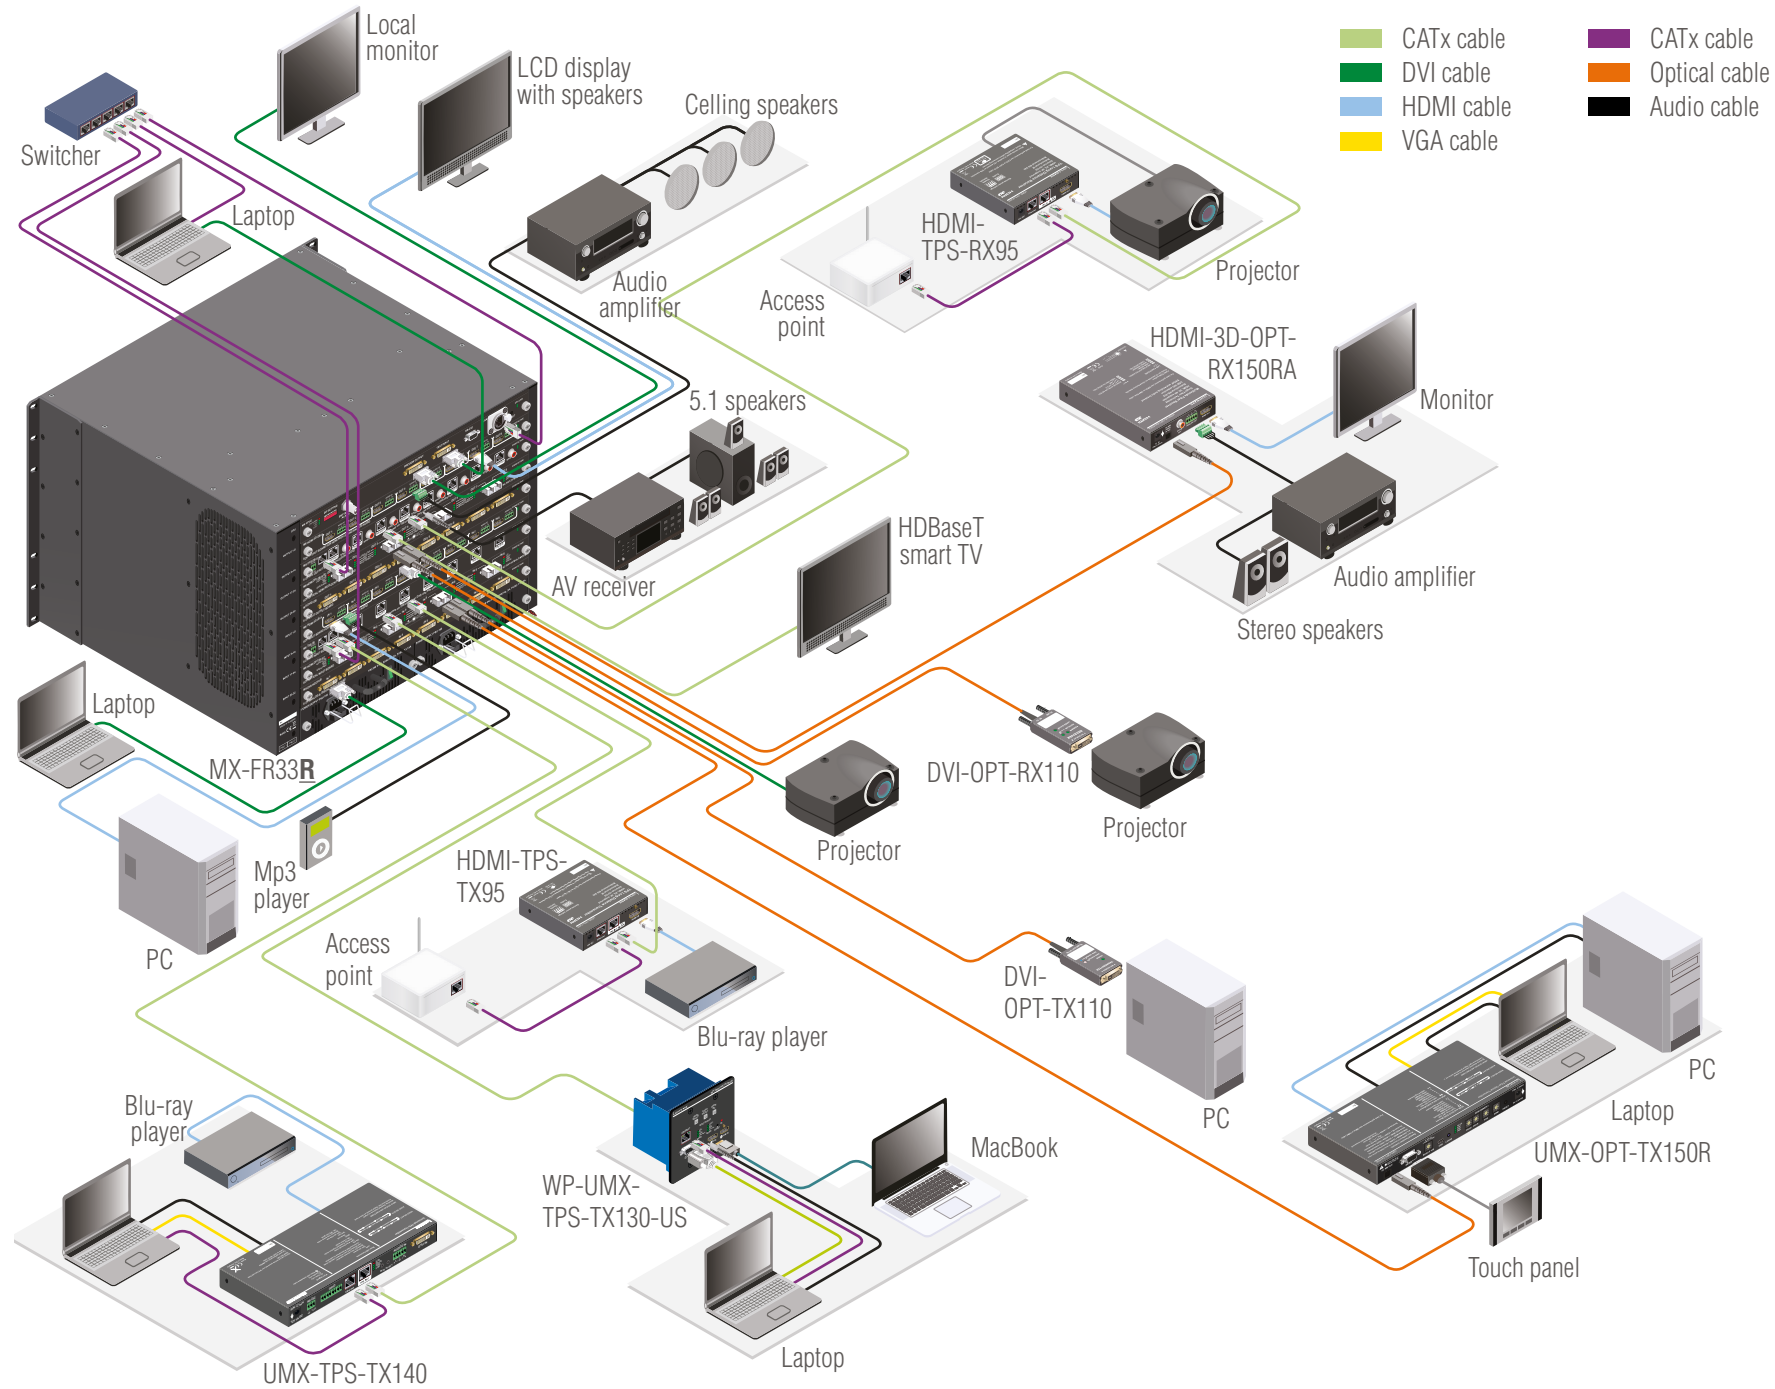 Local
monitor
LCD display
with speakers
Celling speakers
CATx cable
DVI cable
HDMI cable
VGA cable
CATx cable
Optical cable
Audio cable
Switcher
Laptop
Audio
amplifier
HDMI-
TPS-RX95
Projector
Access
point
HDMI-3D-OPT-
RX150RA
Monitor
5.1 speakers
AV receiver
HDBaseT
smart TV
Audio amplifier
Stereo speakers
Laptop
MX-FR33R
DVI-OPT-RX110
Projector
Projector
PC
Mp3
player
HDMI-TPS-
TX95
Access
point
Blu-ray player
DVI-
OPT-TX110
PC
PC
Laptop
UMX-OPT-TX150R
Touch panel
Blu-ray
player
WP-UMX-
TPS-TX130-US
MacBook
Laptop
UMX-TPS-TX140